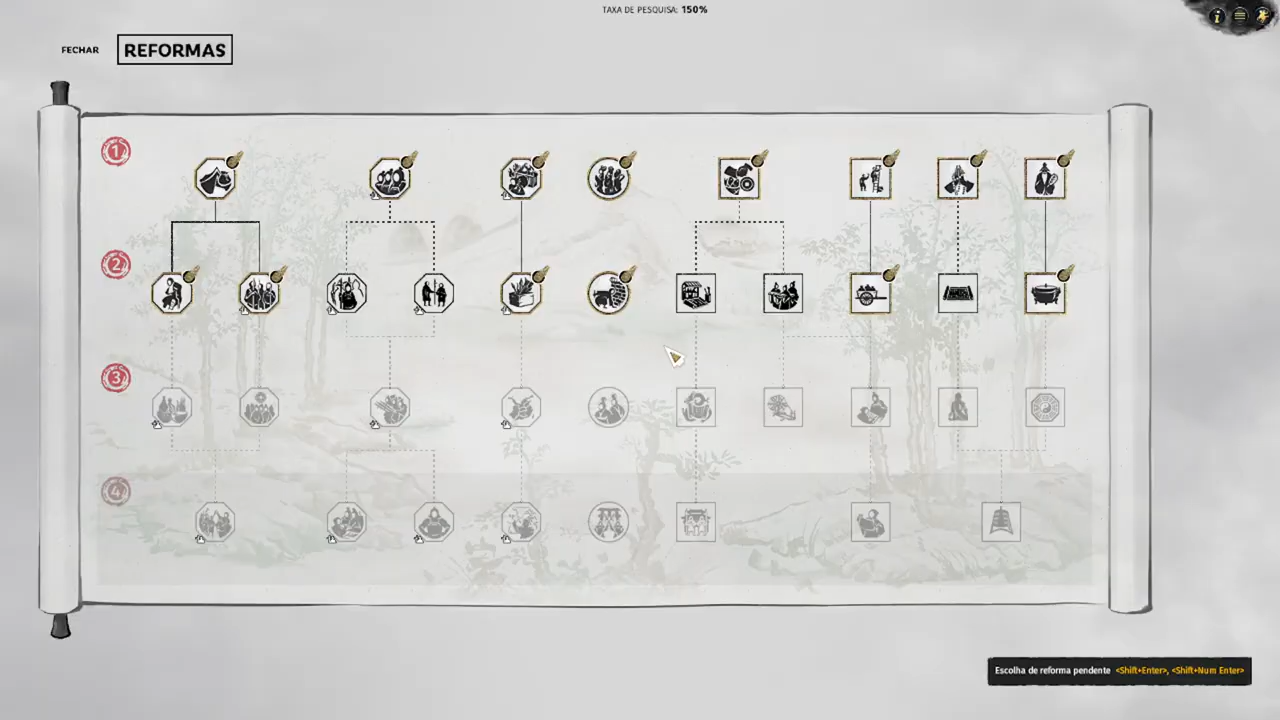 TAXA DE PESQUISA: 150%
FECHAR REFORMAS
1
2
3
4
Escolha de reforma pendente <Shift+Enter>, <Shift+Num Enter>